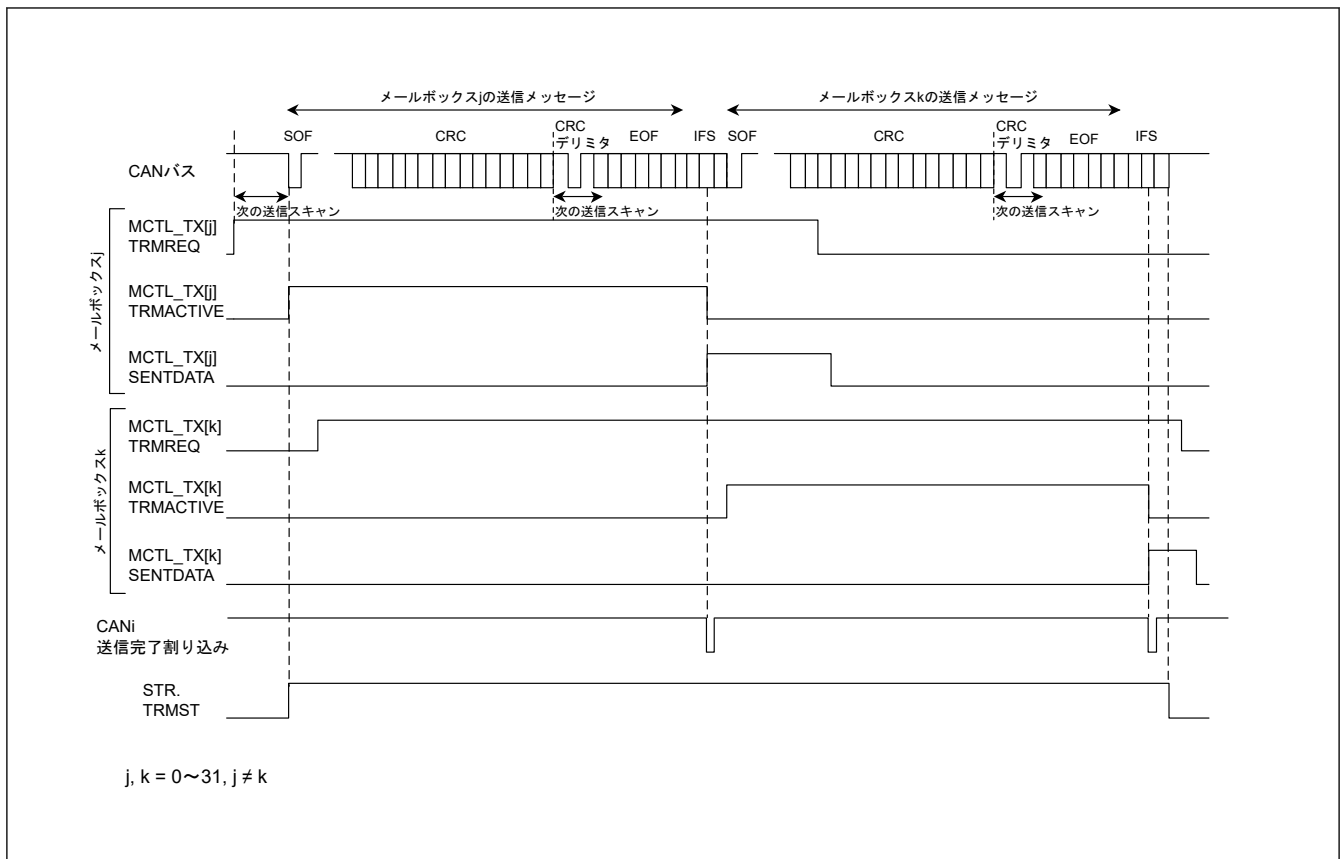 メールボックスjの送信メッセージ
メールボックスkの送信メッセージ
SOF
CRC
CRC
デリミタ
EOF
IFS
SOF
CRC
CRC
デリミタ
EOF
IFS
CANバス
次の送信スキャン
次の送信スキャン
次の送信スキャン
メールボックスj
MCTL_TX[j]
TRMREQ
MCTL_TX[j]
TRMACTIVE
MCTL_TX[j]
SENTDATA
メールボックスk
MCTL_TX[k]
TRMREQ
MCTL_TX[k]
TRMACTIVE
MCTL_TX[k]
SENTDATA
CANi
送信完了割り込み
STR.
TRMST
j, k = 0～31, j ≠ k